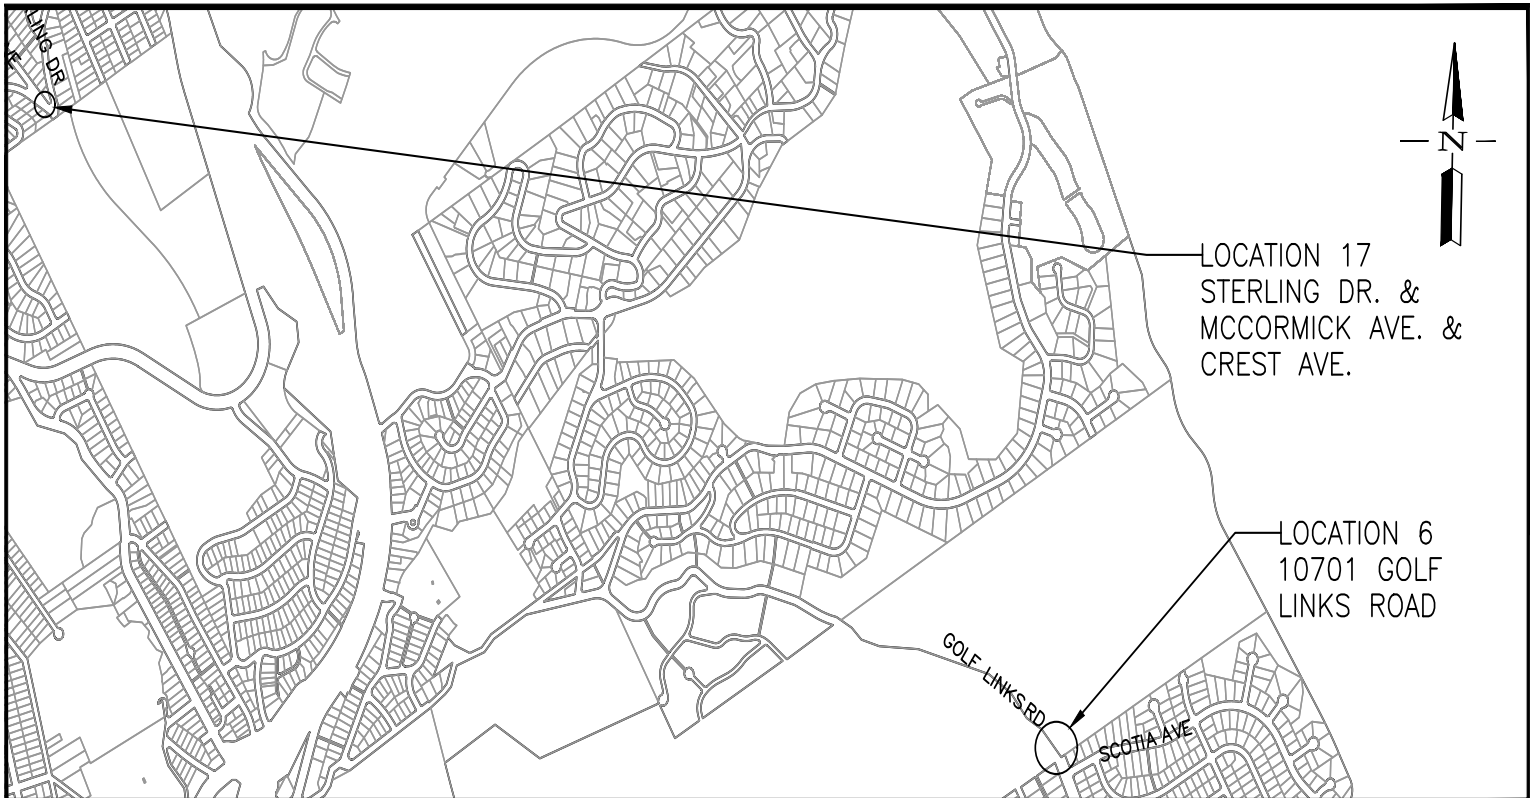 LING DR
N
LOCATION 17
STERLING DR. &
MCCORMICK AVE. &
CREST AVE.
LOCATION 6
10701 GOLF
LINKS ROAD
GOLF LINKS RD
SCOTIA AVE